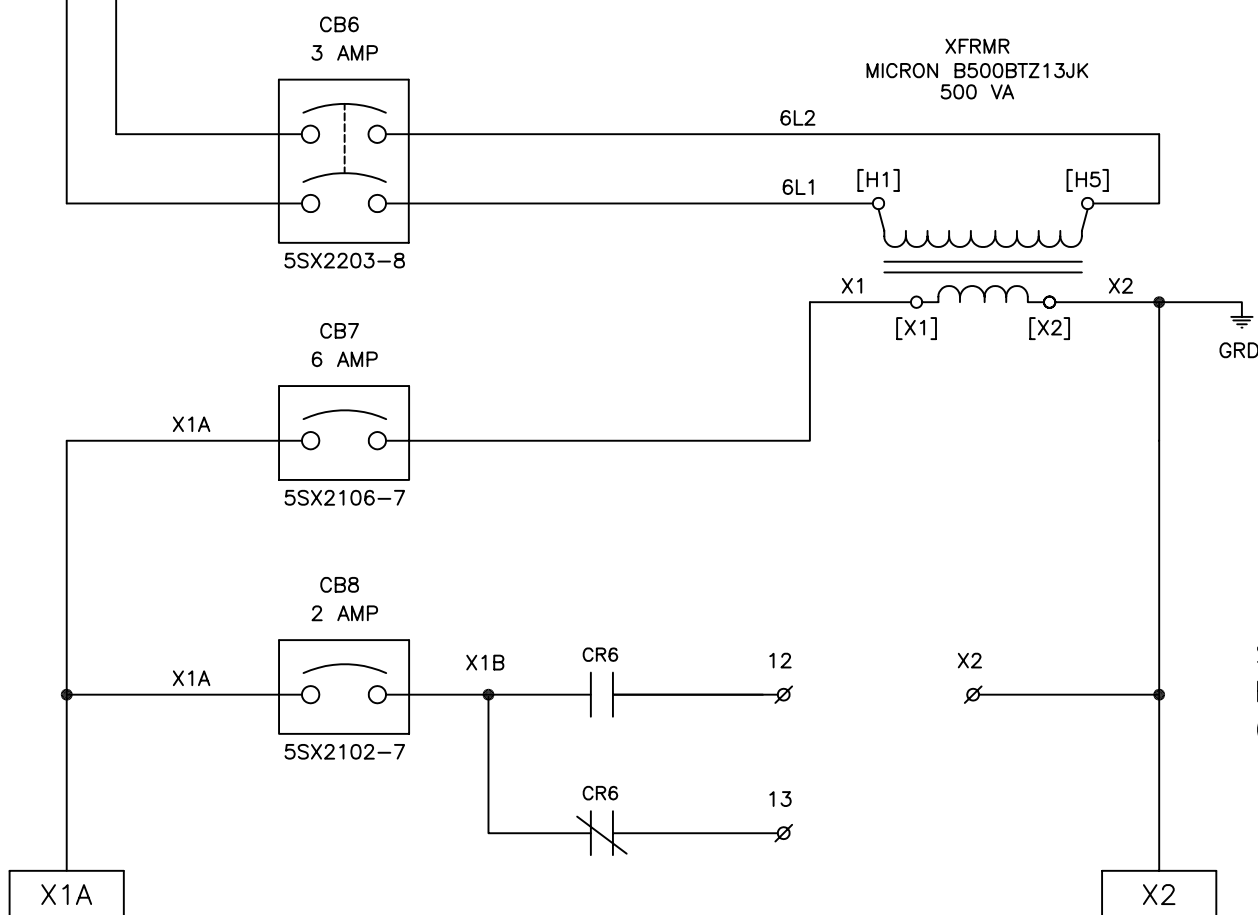 CB6
3 AMP
XFRMR
MICRON B500BTZ13JK
500 VA
6L2
6L1
[H1]
[H5]
5SX2203-8
X1
X2
[X1]
[X2]
GRD
CB7
6 AMP
X1A
5SX2106-7
CB8
2 AMP
X1A
X1B
CR6
12
X2
5SX2102-7
CR6
13
X1A
X2